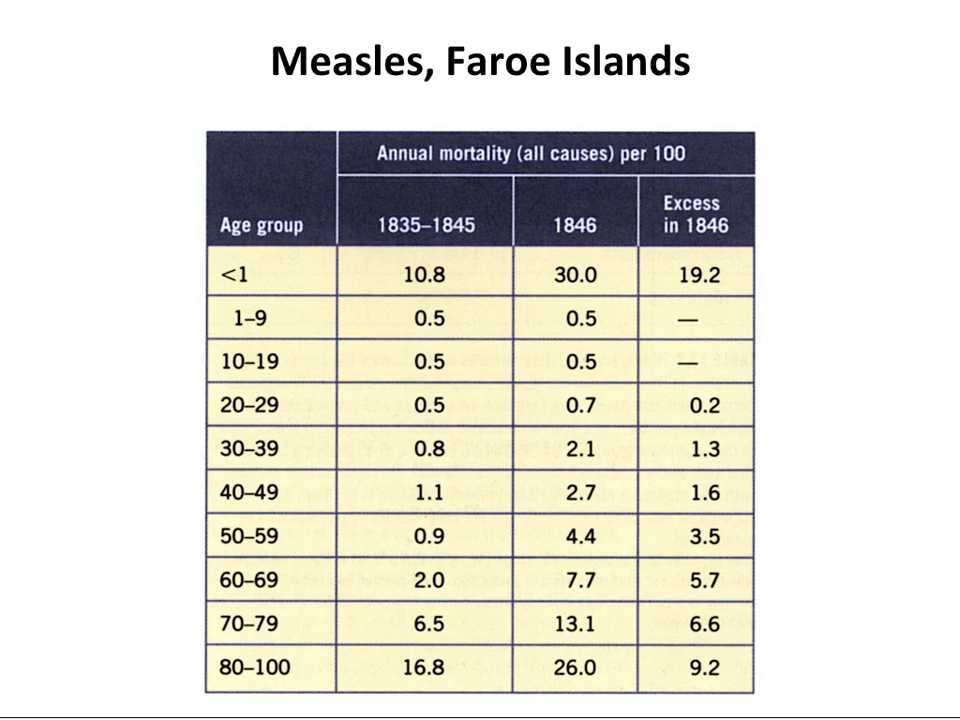 Measles, Faroe Islands
Annual mortality (all causes) per 100
Age group 1835–1845 1846 Excess in 1846
<1 10.8 30.0 19.2
1–9 0.5 0.5 —
10–19 0.5 0.5 —
20–29 0.5 0.7 0.2
30–39 0.8 2.1 1.3
40–49 1.1 2.7 1.6
50–59 0.9 4.4 3.5
60–69 2.0 7.7 5.7
70–79 6.5 13.1 6.6
80–100 16.8 26.0 9.2